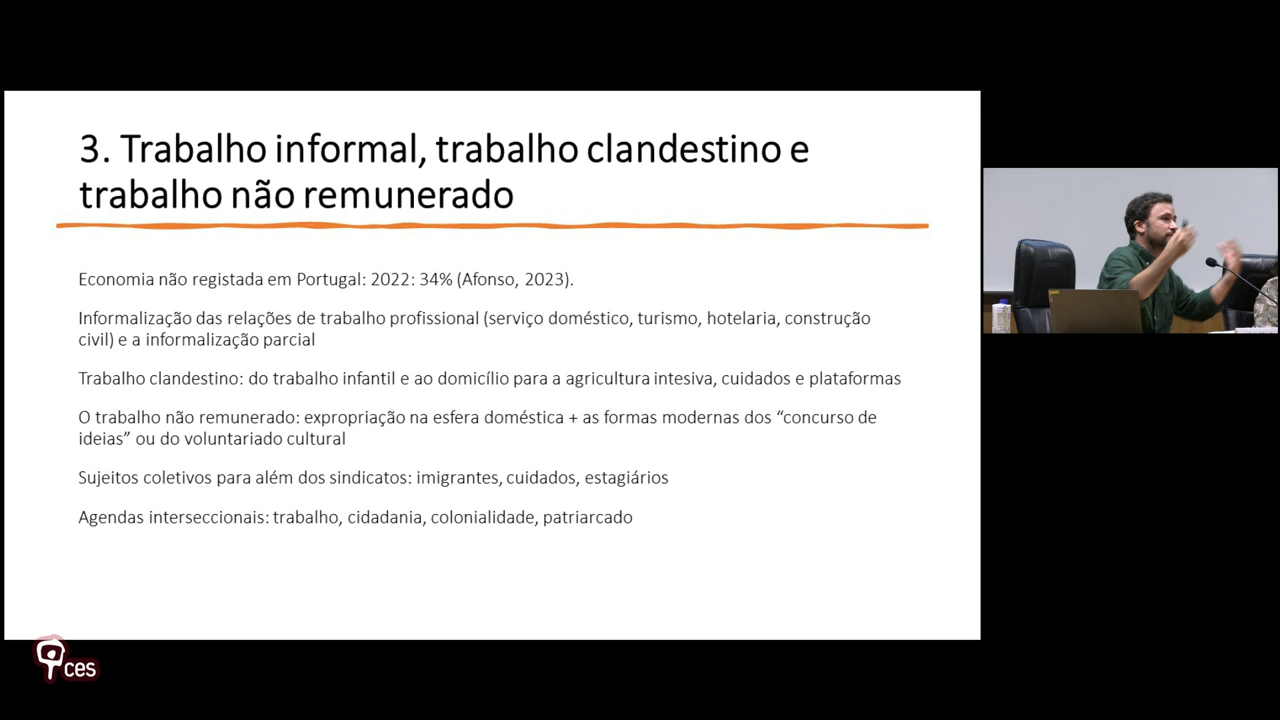 3. Trabalho informal, trabalho clandestino e
trabalho não remunerado
Economia não registada em Portugal: 2022: 34% (Afonso, 2023).
Informalização das relações de trabalho profissional (serviço doméstico, turismo, hotelaria, construção
civil) e a informalização parcial
Trabalho clandestino: do trabalho infantil e ao domicílio para a agricultura intesiva, cuidados e plataformas
O trabalho não remunerado: expropriação na esfera doméstica + as formas modernas dos “concurso de
ideias” ou do voluntariado cultural
Sujeitos coletivos para além dos sindicatos: imigrantes, cuidados, estagiários
Agendas interseccionais: trabalho, cidadania, colonialidade, patriarcado
ces